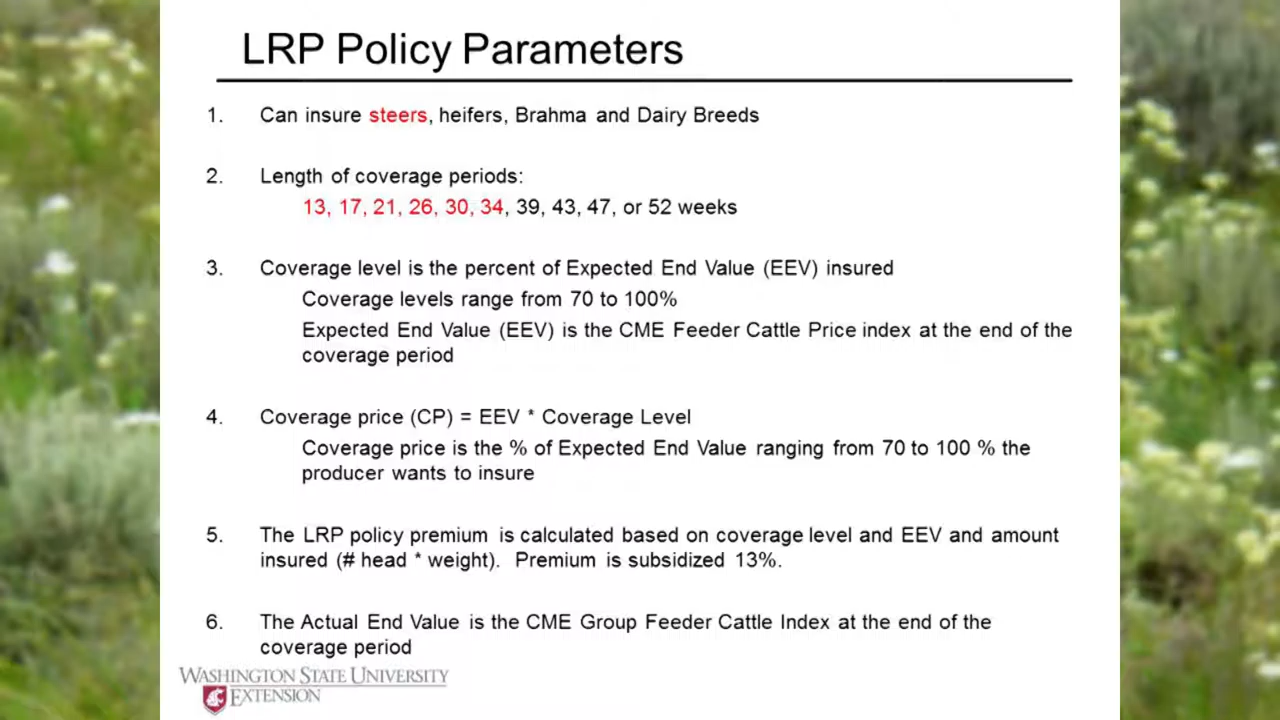 LRP Policy Parameters
1. Can insure steers, heifers, Brahma and Dairy Breeds
2. Length of coverage periods:
13, 17, 21, 26, 30, 34, 39, 43, 47, or 52 weeks
3. Coverage level is the percent of Expected End Value (EEV) insured
Coverage levels range from 70 to 100%
Expected End Value (EEV) is the CME Feeder Cattle Price index at the end of the
coverage period
4. Coverage price (CP) = EEV * Coverage Level
Coverage price is the % of Expected End Value ranging from 70 to 100 % the
producer wants to insure
5. The LRP policy premium is calculated based on coverage level and EEV and amount
insured (# head * weight). Premium is subsidized 13%.
6. The Actual End Value is the CME Group Feeder Cattle Index at the end of the
coverage period
WASHINGTON STATE UNIVERSITY
EXTENSION